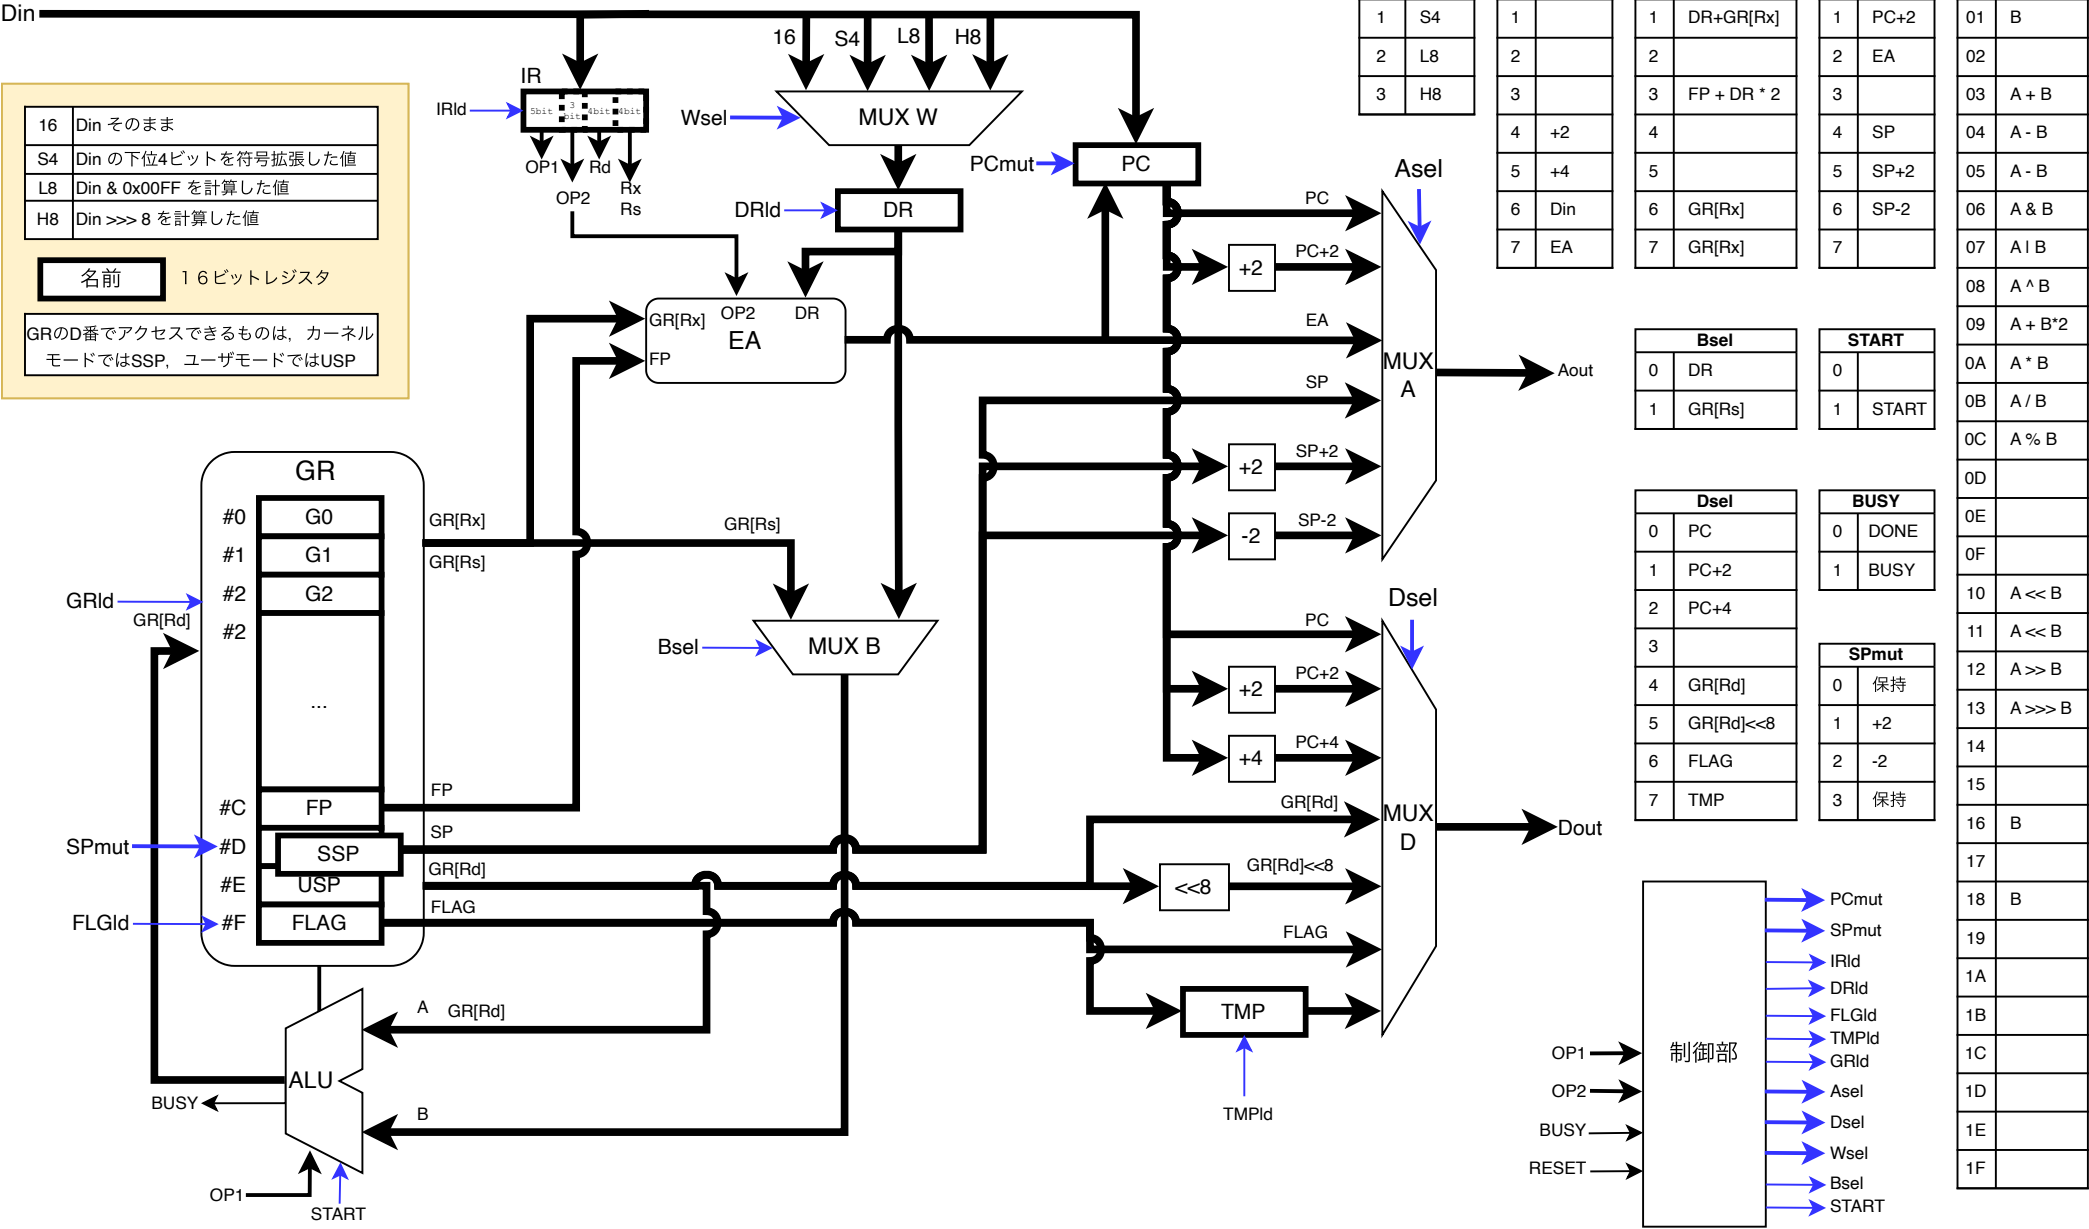 Din
16
S4
L8
H8
IR
IRld
5bit
3
bit
4bit
4bit
OP1
OP2
Rd
Rx
Rs
Wsel
MUX W
DRld
DR
PCmut
PC
16 Din そのまま
S4 Din の下位4ビットを符号拡張した値
L8 Din & 0x00FF を計算した値
H8 Din >>> 8 を計算した値
名前
１６ビットレジスタ
GRのD番でアクセスできるものは，カーネル
モードではSSP，ユーザモードではUSP
GR[Rx]
OP2
DR
EA
FP
PC
+2
PC+2
EA
SP
+2
SP+2
-2
SP-2
Asel
MUX
A
Aout
GR
#0 G0
#1 G1
#2 G2
#2
...
#C FP
#D SSP
#E USP
#F FLAG
GRld
GR[Rd]
SPmut
FLGld
GR[Rx]
GR[Rs]
GR[Rs]
FP
SP
GR[Rd]
FLAG
Bsel
MUX B
Dsel
PC
+2
PC+2
+4
PC+4
GR[Rd]
<<8
GR[Rd]<<8
FLAG
TMP
TMPld
MUX
D
Dout
A
GR[Rd]
B
ALU
BUSY
OP1
START
1 S4
2 L8
3 H8
1
2
3
4 +2
5 +4
6 Din
7 EA
1 DR+GR[Rx]
2
3 FP + DR * 2
4
5
6 GR[Rx]
7 GR[Rx]
1 PC+2
2 EA
3
4 SP
5 SP+2
6 SP-2
7
01 B
02
03 A + B
04 A - B
05 A - B
06 A & B
07 A | B
08 A ^ B
09 A + B*2
0A A * B
0B A / B
0C A % B
0D
0E
0F
10 A << B
11 A << B
12 A >> B
13 A >>> B
14
15
16 B
17
18 B
19
1A
1B
1C
1D
1E
1F
Bsel
0 DR
1 GR[Rs]
START
0
1 START
Dsel
0 PC
1 PC+2
2 PC+4
3
4 GR[Rd]
5 GR[Rd]<<8
6 FLAG
7 TMP
BUSY
0 DONE
1 BUSY
SPmut
0 保持
1 +2
2 -2
3 保持
制御部
OP1
OP2
BUSY
RESET
PCmut
SPmut
IRld
DRld
FLGld
TMPld
GRld
Asel
Dsel
Wsel
Bsel
START